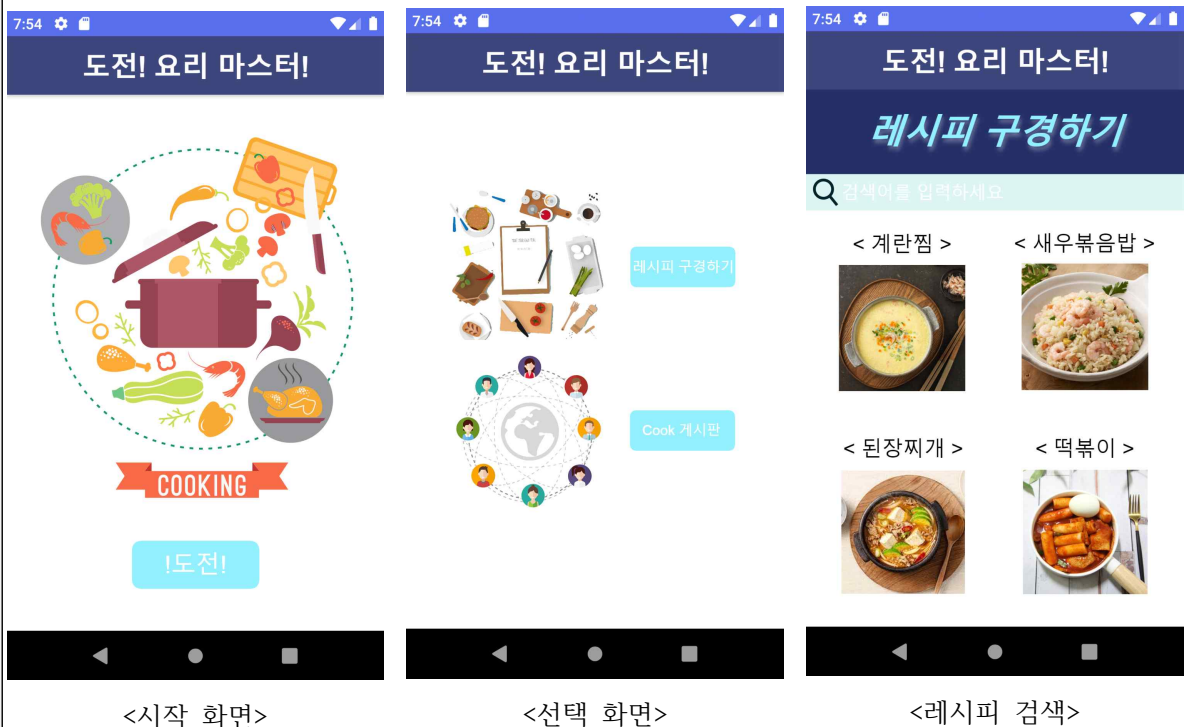 7:54
도전! 요리 마스터!
COOKING
!도전!
<시작 화면>
7:54
도전! 요리 마스터!
레시피 구경하기
Cook 게시판
<선택 화면>
7:54
도전! 요리 마스터!
레시피 구경하기
검색어를 입력하세요
< 계란찜 > < 새우볶음밥 >
< 된장찌개 > < 떡볶이 >
<레시피 검색>